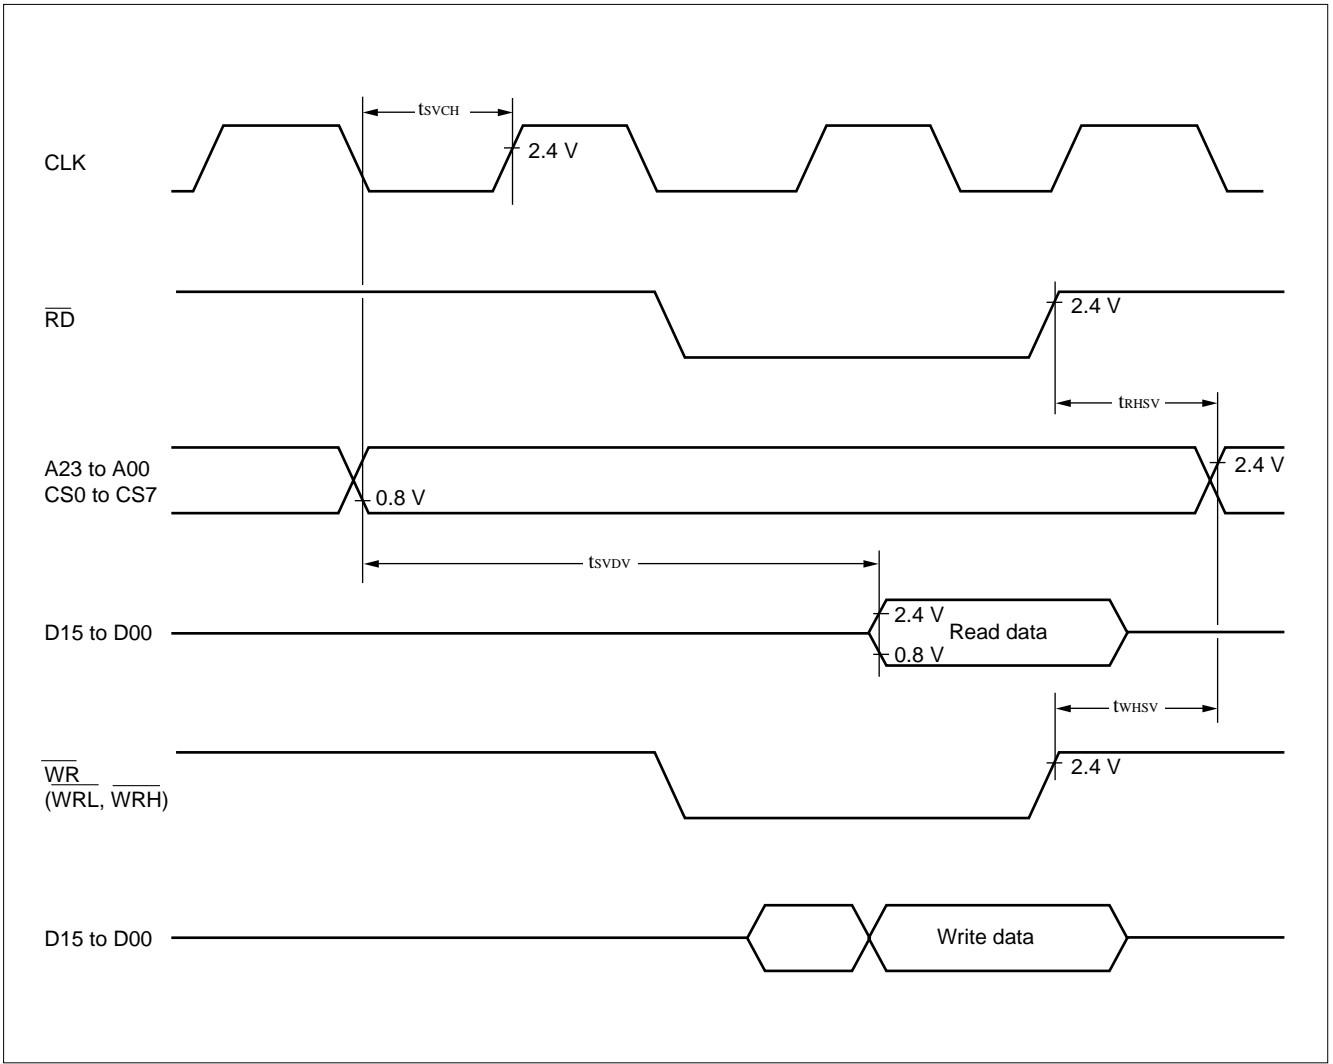 tSVCH
CLK
2.4 V
RD
2.4 V
tRHSV
A23 to A00
CS0 to CS7
2.4 V
0.8 V
tSVDV
D15 to D00
2.4 V
Read data
0.8 V
tWHSV
WR
(WRL, WRH)
2.4 V
D15 to D00
Write data